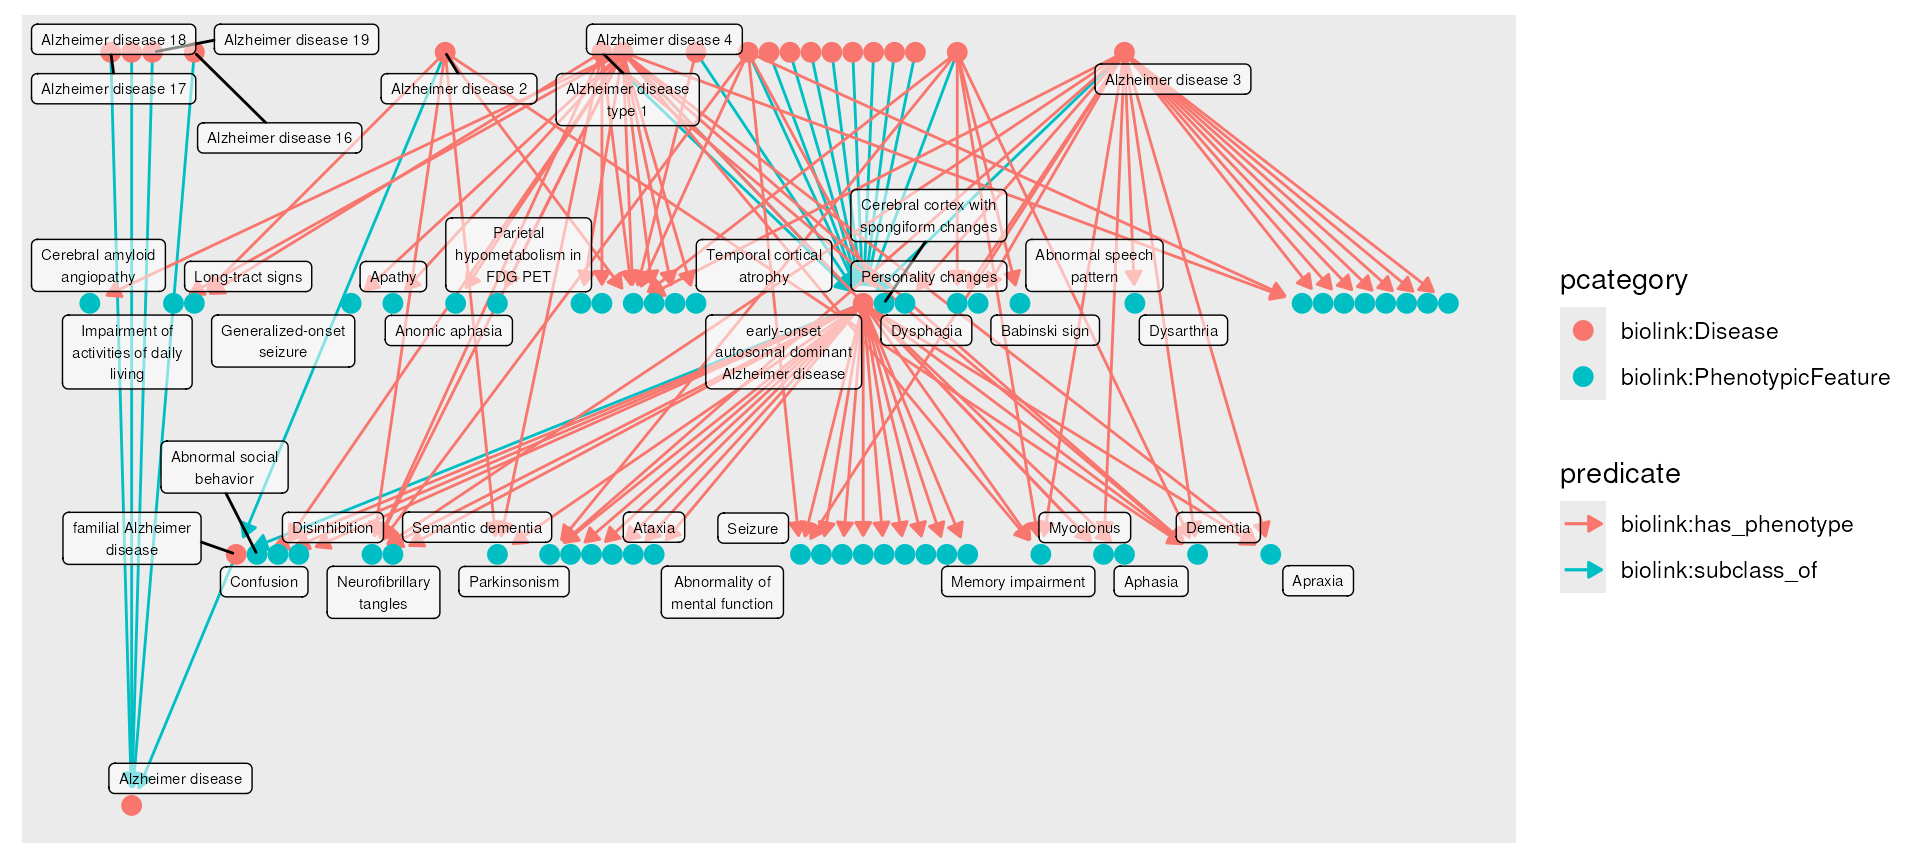 Alzheimer disease 18
Alzheimer disease 19
Alzheimer disease 4
Alzheimer disease 17
Alzheimer disease 2
Alzheimer disease
type 1
Alzheimer disease 3
Alzheimer disease 16
Cerebral cortex with
spongiform changes
Cerebral amyloid
angiopathy
Long-tract signs
Apathy
Parietal
hypometabolism in
FDG PET
Temporal cortical
atrophy
Personality changes
Abnormal speech
pattern
Impairment of
activities of daily
living
Generalized-onset
seizure
Anomic aphasia
early-onset
autosomal dominant
Alzheimer disease
Dysphagia
Babinski sign
Dysarthria
Abnormal social
behavior
familial Alzheimer
disease
Disinhibition
Semantic dementia
Ataxia
Seizure
Myoclonus
Dementia
Confusion
Neurofibrillary
tangles
Parkinsonism
Abnormality of
mental function
Memory impairment
Aphasia
Apraxia
Alzheimer disease
pcategory
biolink:Disease
biolink:PhenotypicFeature
predicate
biolink:has_phenotype
biolink:subclass_of